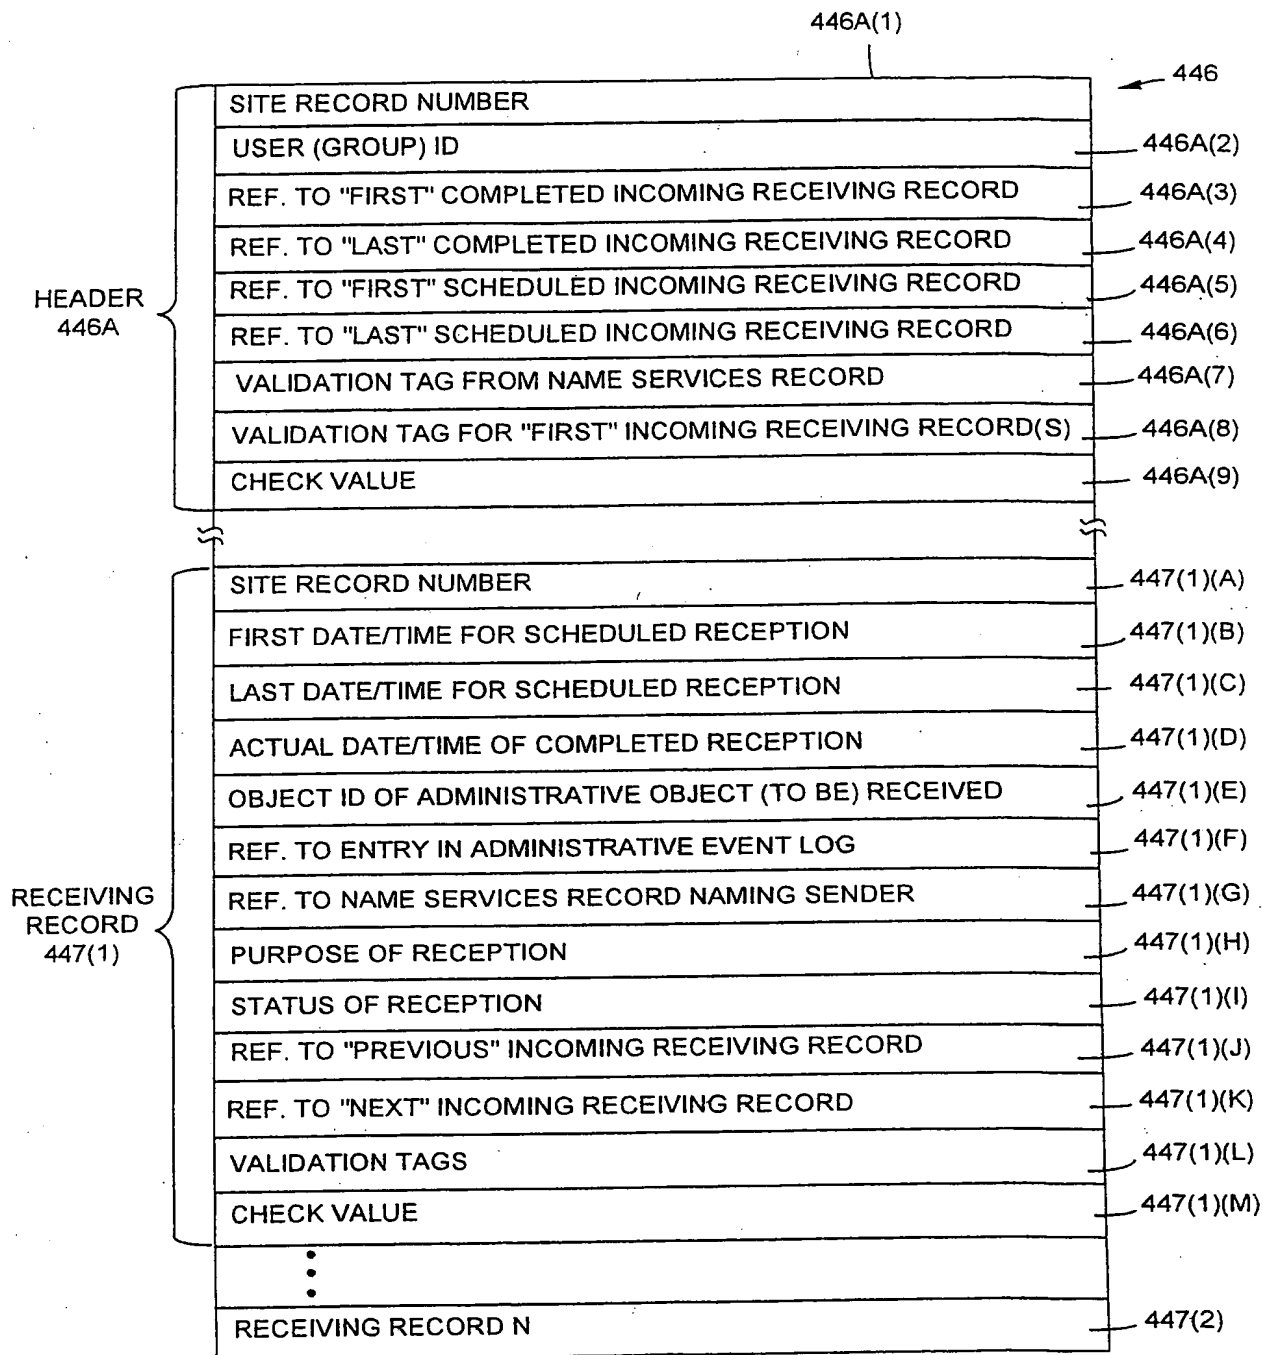 446A(1)
446
SITE RECORD NUMBER
USER (GROUP) ID 446A(2)
REF. TO "FIRST" COMPLETED INCOMING RECEIVING RECORD 446A(3)
REF. TO "LAST" COMPLETED INCOMING RECEIVING RECORD 446A(4)
REF. TO "FIRST" SCHEDULED INCOMING RECEIVING RECORD 446A(5)
HEADER
446A
REF. TO "LAST" SCHEDULED INCOMING RECEIVING RECORD 446A(6)
VALIDATION TAG FROM NAME SERVICES RECORD 446A(7)
VALIDATION TAG FOR "FIRST" INCOMING RECEIVING RECORD(S) 446A(8)
CHECK VALUE 446A(9)
SITE RECORD NUMBER 447(1)(A)
FIRST DATE/TIME FOR SCHEDULED RECEPTION 447(1)(B)
LAST DATE/TIME FOR SCHEDULED RECEPTION 447(1)(C)
ACTUAL DATE/TIME OF COMPLETED RECEPTION 447(1)(D)
OBJECT ID OF ADMINISTRATIVE OBJECT (TO BE) RECEIVED 447(1)(E)
REF. TO ENTRY IN ADMINISTRATIVE EVENT LOG 447(1)(F)
RECEIVING
RECORD
447(1)
REF. TO NAME SERVICES RECORD NAMING SENDER 447(1)(G)
PURPOSE OF RECEPTION 447(1)(H)
STATUS OF RECEPTION 447(1)(I)
REF. TO "PREVIOUS" INCOMING RECEIVING RECORD 447(1)(J)
REF. TO "NEXT" INCOMING RECEIVING RECORD 447(1)(K)
VALIDATION TAGS 447(1)(L)
CHECK VALUE 447(1)(M)
RECEIVING RECORD N 447(2)